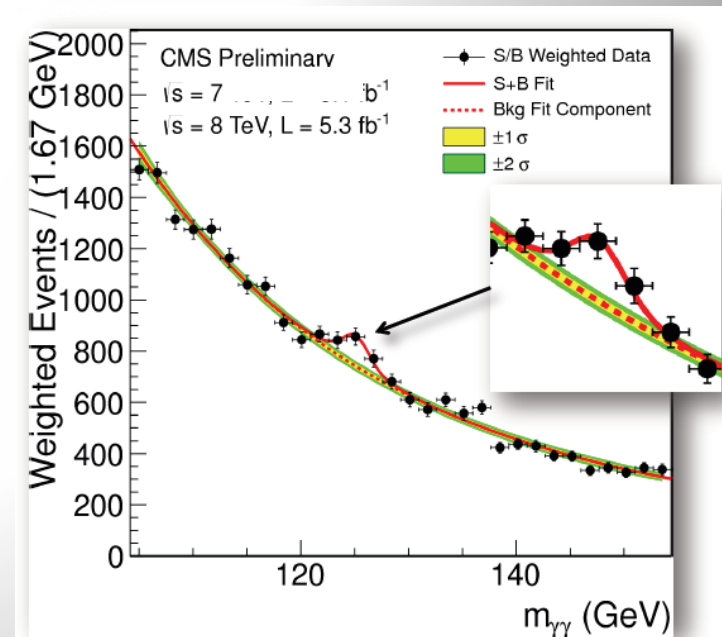 CMS Preliminary
√s = 7 fb⁻¹
√s = 8 TeV, L = 5.3 fb⁻¹
S/B Weighted Data
S+B Fit
Bkg Fit Component
±1 σ
±2 σ
Weighted Events / (1.67 GeV)
2000
1800
1600
1400
1200
1000
800
600
400
200
0
120
140
mγγ (GeV)